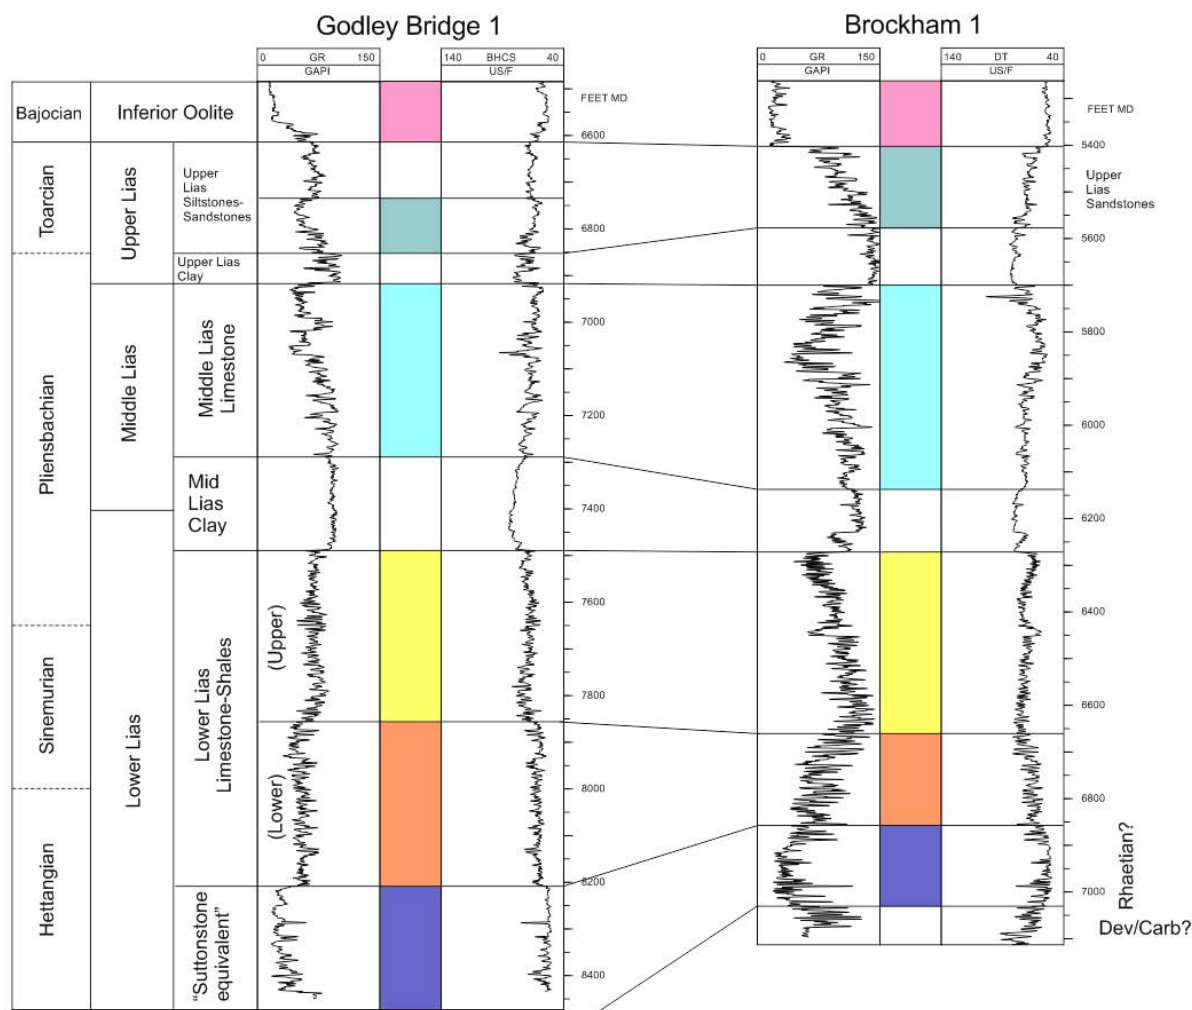 Godley Bridge 1
Brockham 1
0 GR 150
GAPI
140 BHCS 40
US/F
0 GR 150
GAPI
140 DT 40
US/F
FEET MD
FEET MD
Bajocian
Inferior Oolite
6600
5400
Toarcian
Upper Lias
Upper
Lias
Siltstones-
Sandstones
Upper
Lias
Sandstones
6800
5600
Upper Lias
Clay
Pliensbachian
Middle Lias
Middle Lias
Limestone
7000
5800
7200
6000
Mid
Lias
Clay
7400
6200
Lower Lias
Lower Lias
Limestone-Shales
(Upper)
7600
6400
Sinemurian
7800
6600
(Lower)
8000
6800
Hettangian
8200
7000
Rhaetian?
"Suttonstone
equivalent"
8400
Dev/Carb?